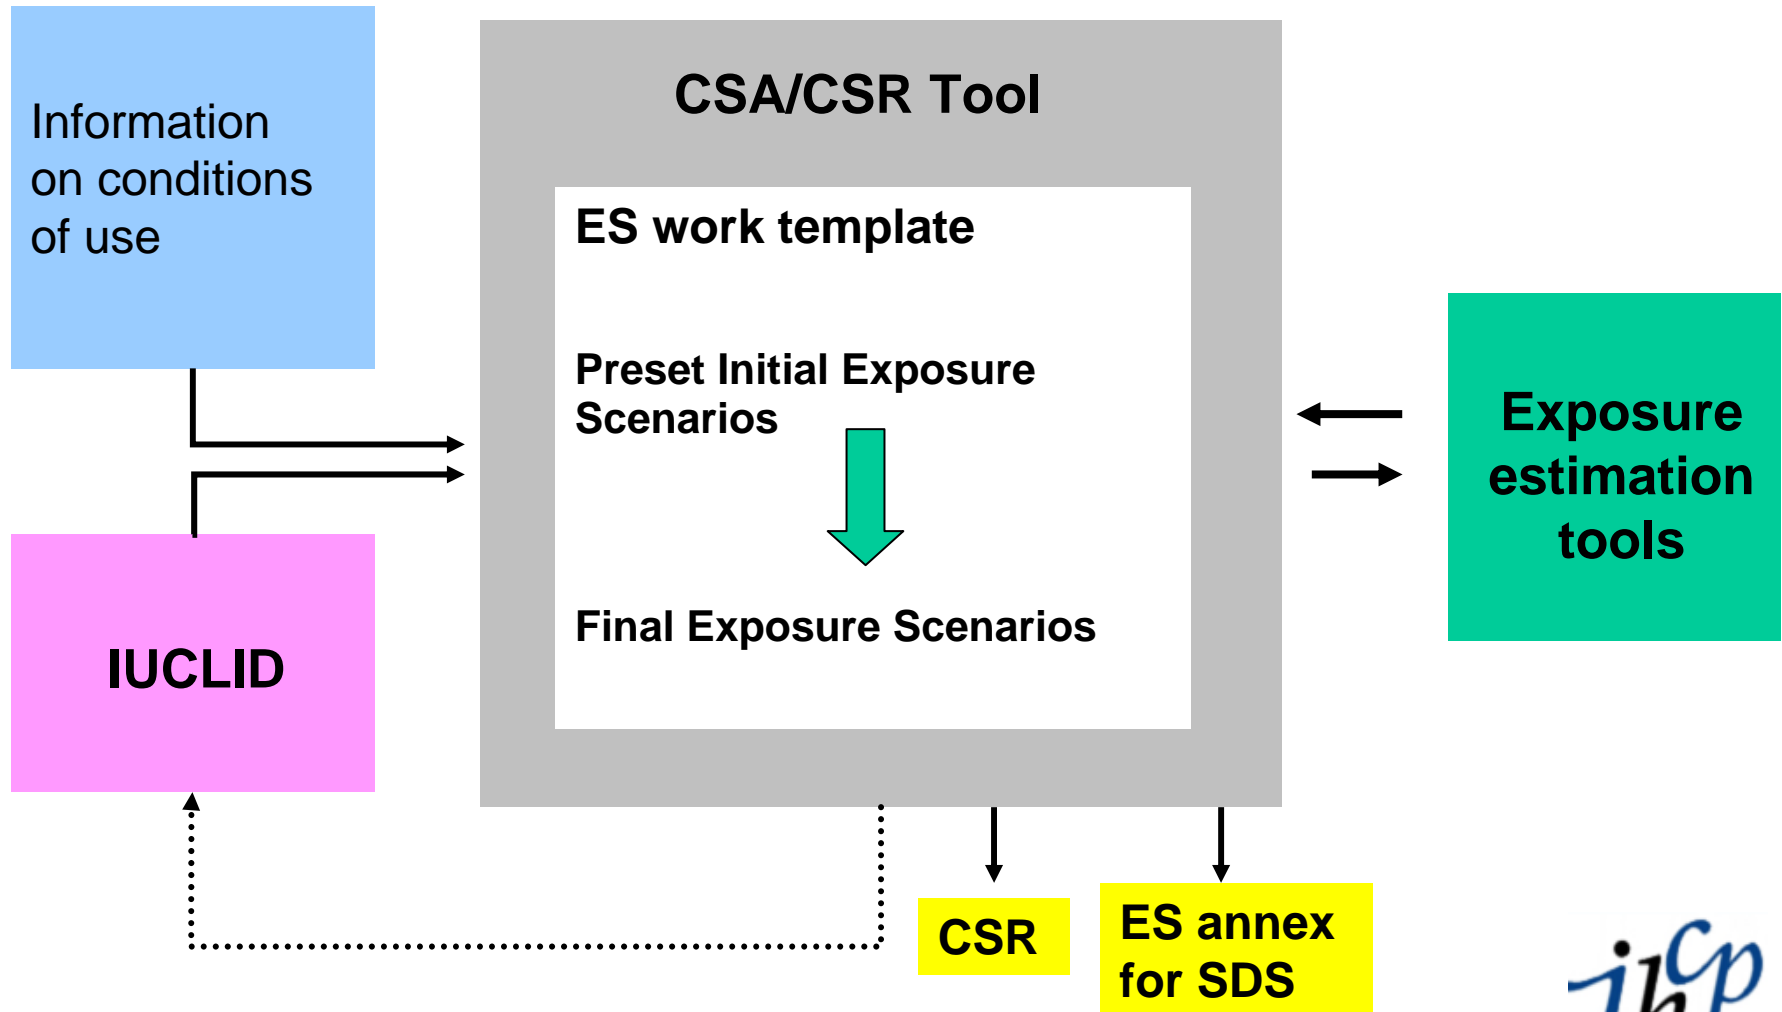 Information
on conditions
of use
CSA/CSR Tool
ES work template
Preset Initial Exposure
Scenarios
Final Exposure Scenarios
Exposure
estimation
tools
IUCLID
CSR
ES annex
for SDS
ihcp